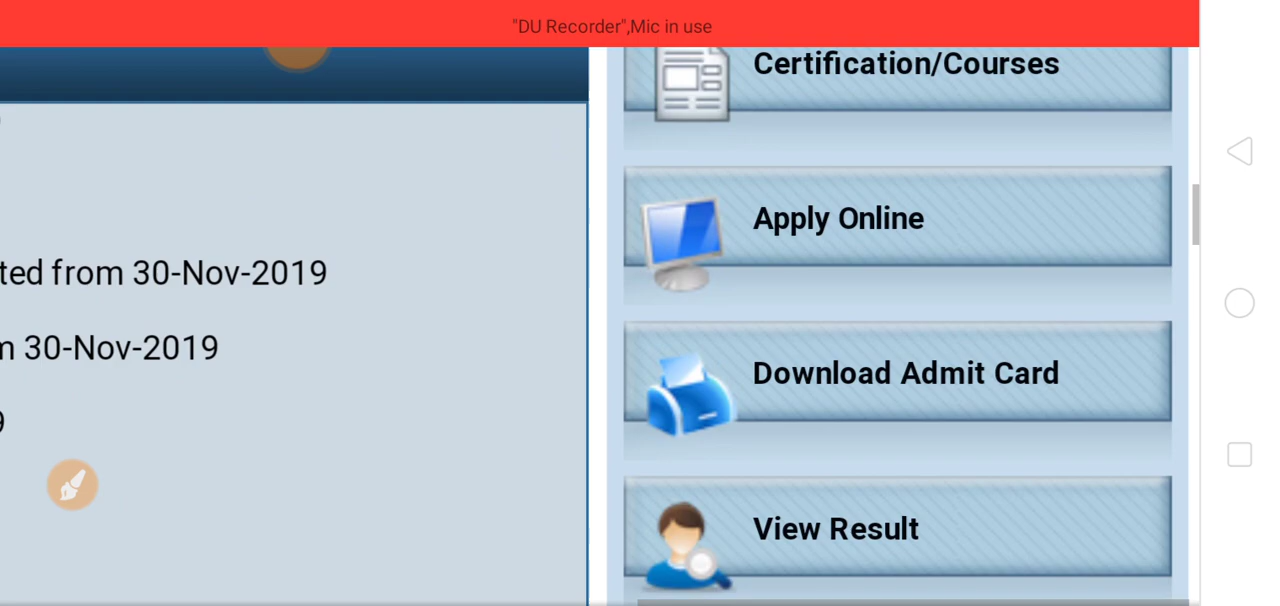 "DU Recorder",Mic in use
ted from 30-Nov-2019
30-Nov-2019
Certification/Courses
Apply Online
Download Admit Card
View Result